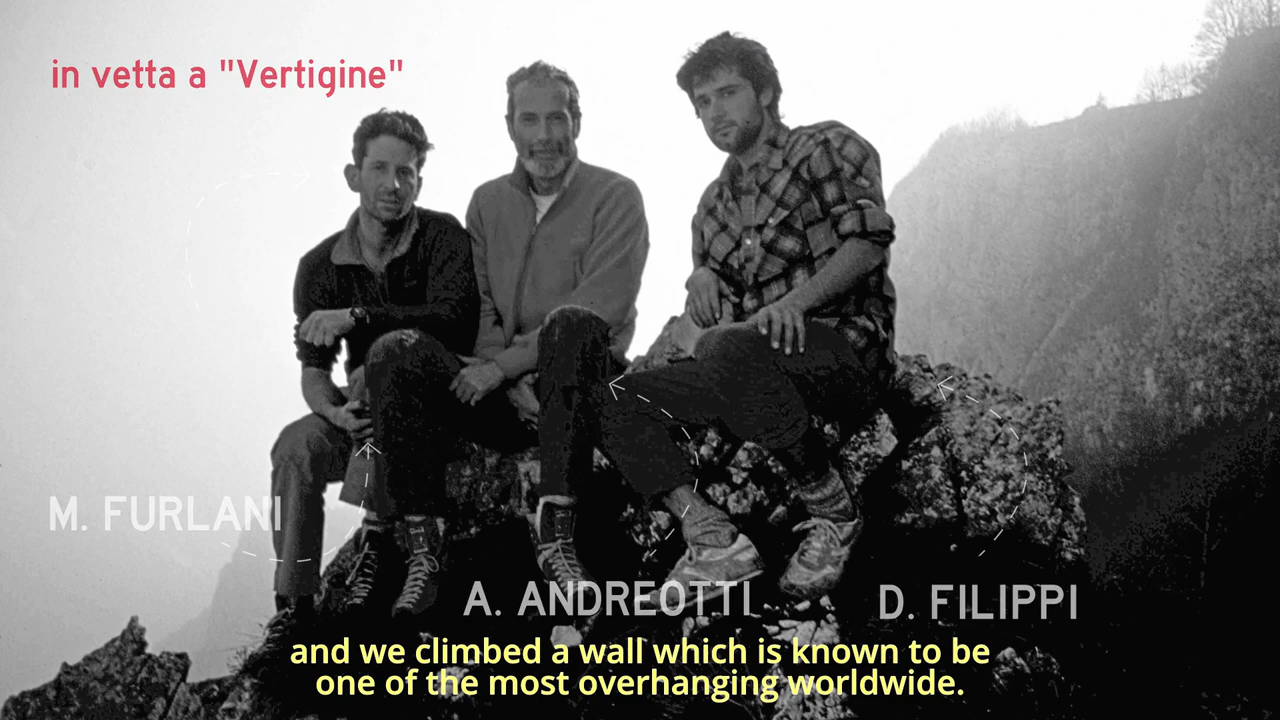 in vetta a "Vertigine"
M. FURLANI
A. ANDREOTTI
D. FILIPPI
and we climbed a wall which is known to be
one of the most overhanging worldwide.